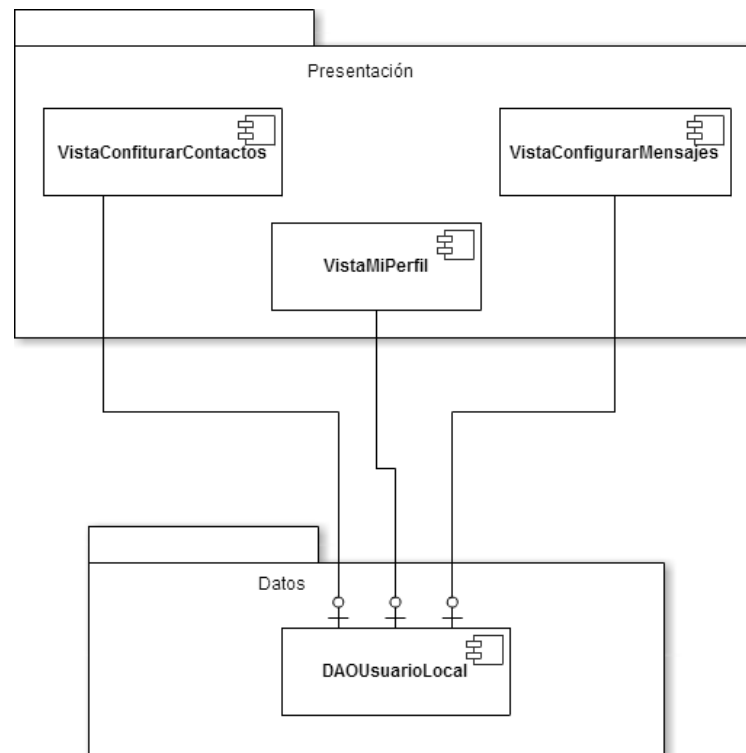 Presentación
VistaConfiturarContactos
VistaConfigurarMensajes
VistaMiPerfil
Datos
DAOUsuarioLocal